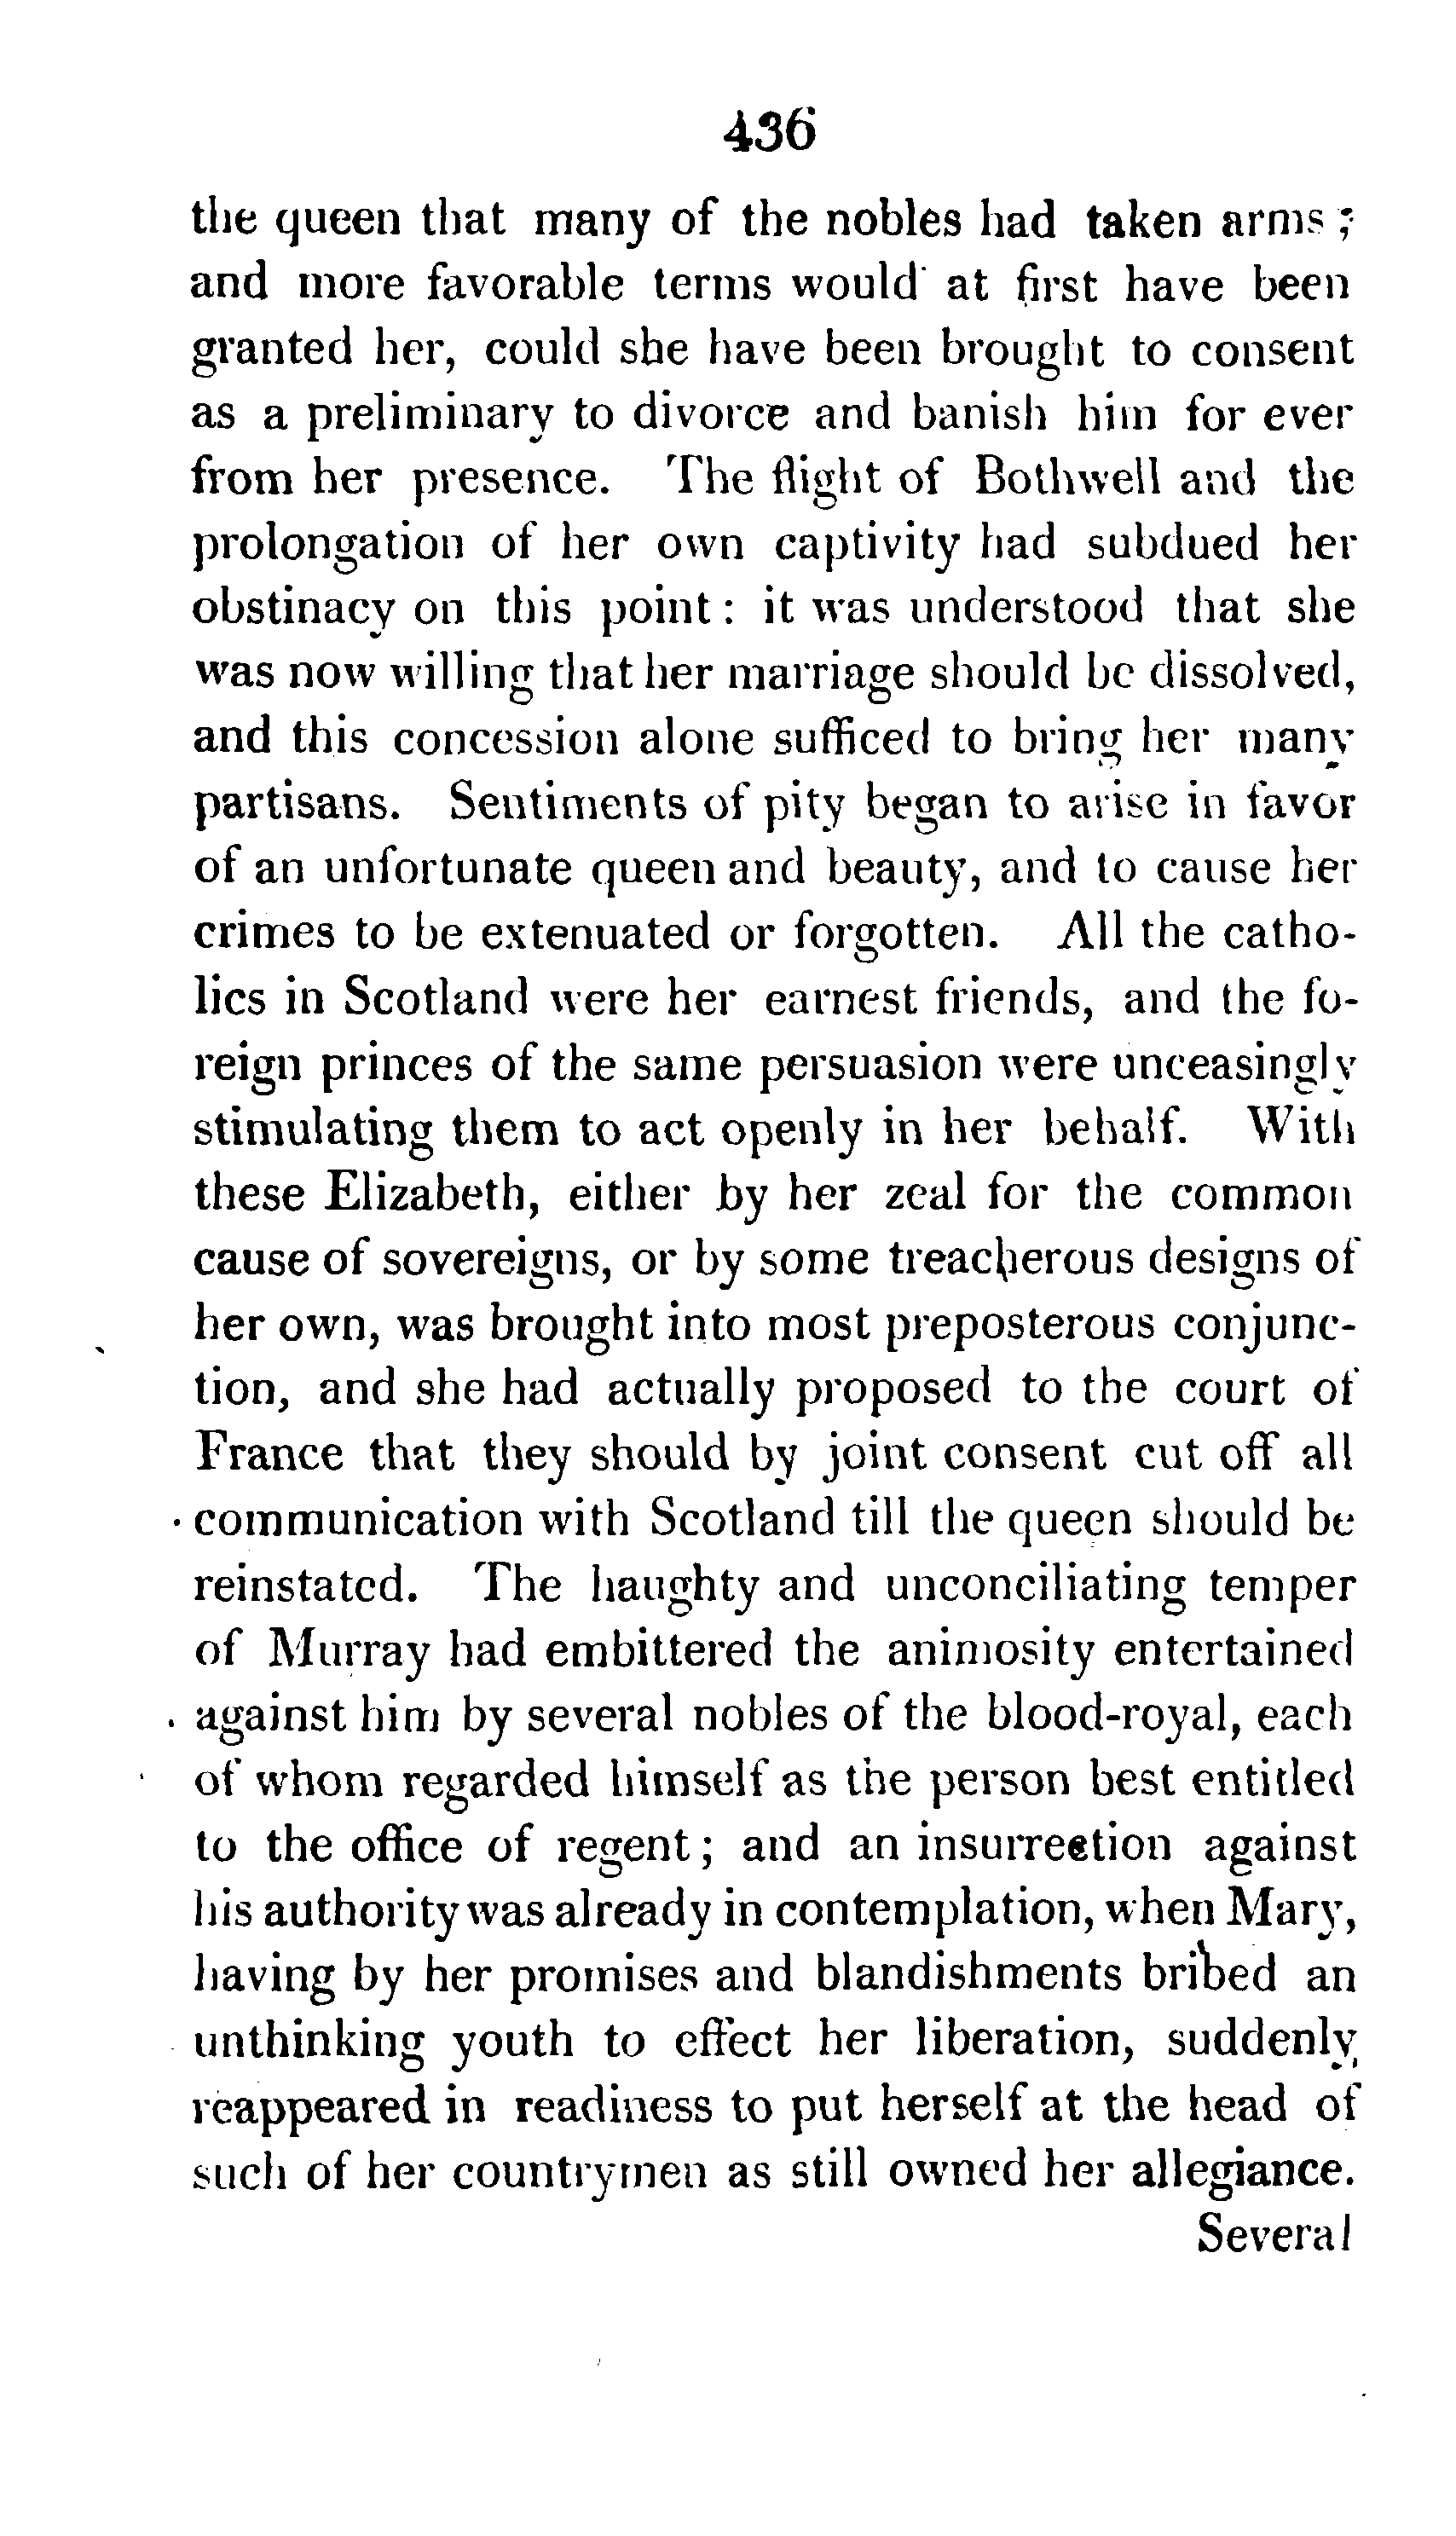 436
the queen that many of the nobles had taken arms;
and more favorable terms would at first have been
granted her, could she have been brought to consent
as a preliminary to divorce and banish him for ever
from her presence. The flight of Bothwell and the
prolongation of her own captivity had subdued her
obstinacy on this point: it was understood that she
was now willing that her marriage should be dissolved,
and this concession alone sufficed to bring her many
partisans. Sentiments of pity began to arise in favor
of an unfortunate queen and beauty, and to cause her
crimes to be extenuated or forgotten. All the catho-
lics in Scotland were her earnest friends, and the fo-
reign princes of the same persuasion were unceasingly
stimulating them to act openly in her behalf. With
these Elizabeth, either by her zeal for the common
cause of sovereigns, or by some treacherous designs of
her own, was brought into most preposterous conjunc-
tion, and she had actually proposed to the court of
France that they should by joint consent cut off all
communication with Scotland till the queen should be
reinstated. The haughty and unconciliating temper
of Murray had embittered the animosity entertained
against him by several nobles of the blood-royal, each
of whom regarded himself as the person best entitled
to the office of regent; and an insurrection against
his authority was already in contemplation, when Mary,
having by her promises and blandishments bribed an
unthinking youth to effect her liberation, suddenly
reappeared in readiness to put herself at the head of
such of her countrymen as still owned her allegiance.
Several